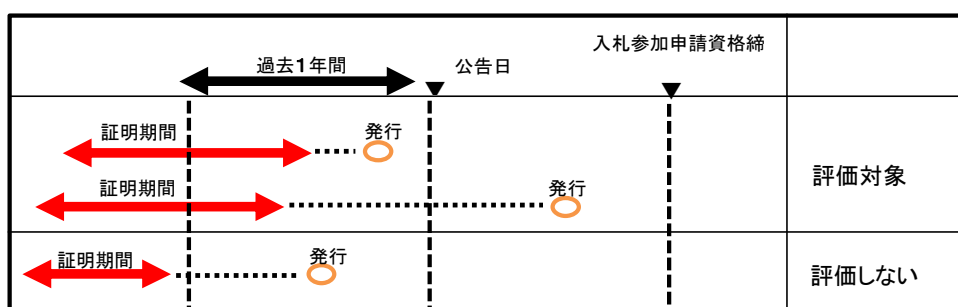 入札参加申請資格締
過去1年間
公告日
証明期間
発行
証明期間
発行
評価対象
証明期間
発行
評価しない